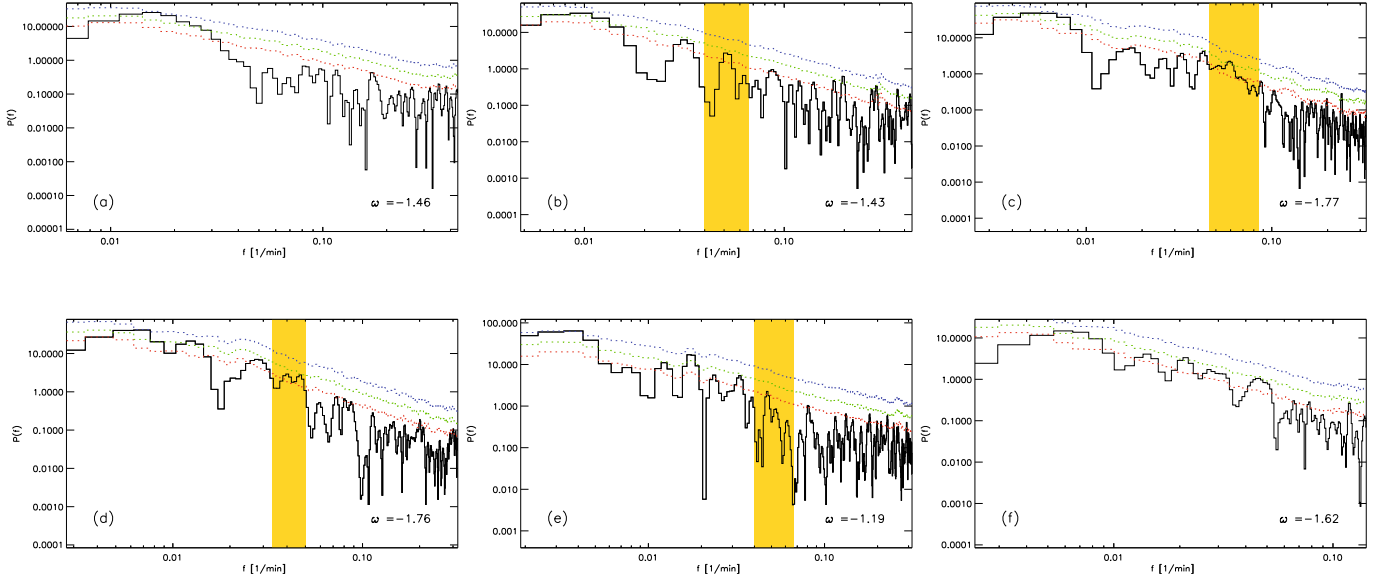 10.00000
1.00000
0.10000
0.01000
0.00100
0.00010
0.00001
P(f)
(a)
ω =−1.46
0.01
0.10
f [1/min]
10.0000
1.0000
0.1000
0.0100
0.0010
0.0001
P(f)
(b)
ω =−1.43
0.01
0.10
f [1/min]
10.0000
1.0000
0.1000
0.0100
0.0010
0.0001
P(f)
(c)
ω =−1.77
0.01
0.10
f [1/min]
10.0000
1.0000
0.1000
0.0100
0.0010
0.0001
P(f)
(d)
ω =−1.76
0.01
0.10
f [1/min]
100.000
10.000
1.000
0.100
0.010
0.001
P(f)
(e)
ω =−1.19
0.01
0.10
f [1/min]
10.0000
1.0000
0.1000
0.0100
0.0010
0.0001
P(f)
(f)
ω =−1.62
0.01
0.10
f [1/min]